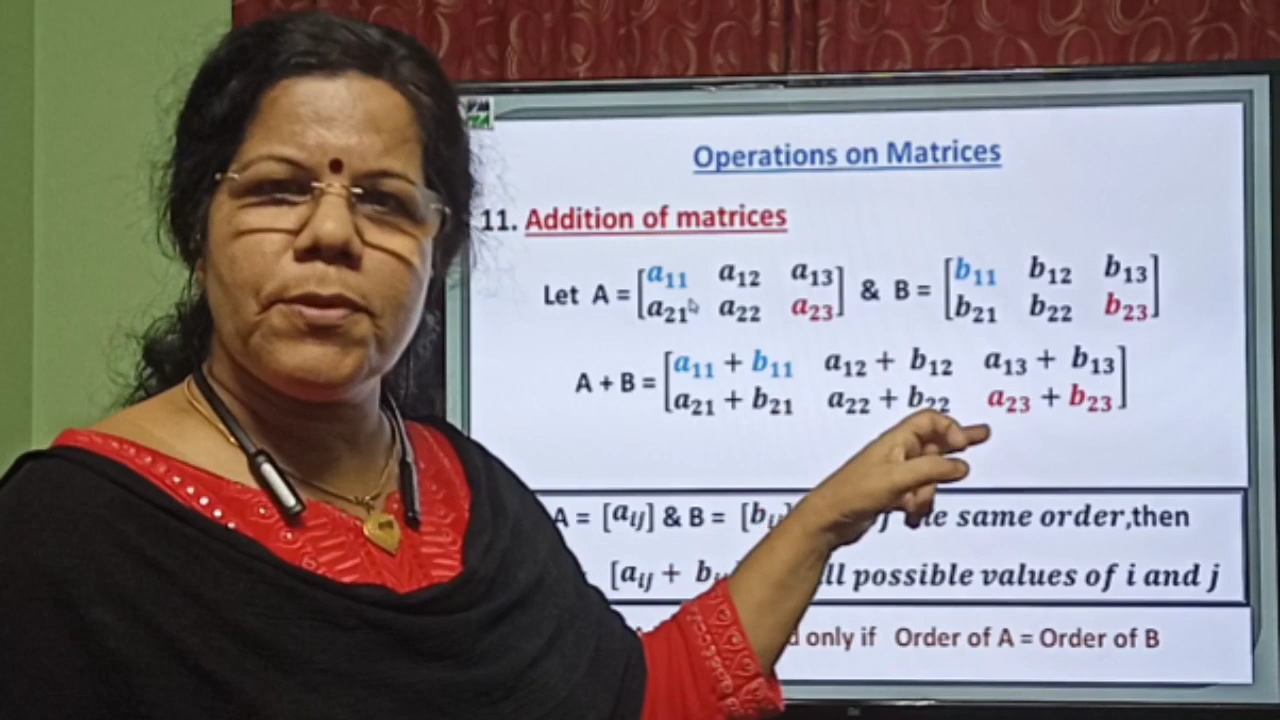 Operations on Matrices
11. Addition of matrices
Let A = [a11 a12 a13] & B = [b11 b12 b13]
[a21 a22 a23] [b21 b22 b23]
A + B = [a11 + b11 a12 + b12 a13 + b13]
[a21 + b21 a22 + b22 a23 + b23]
A = [aij] & B = same order,then
[aij + possible values of i and j
only if Order of A = Order of B